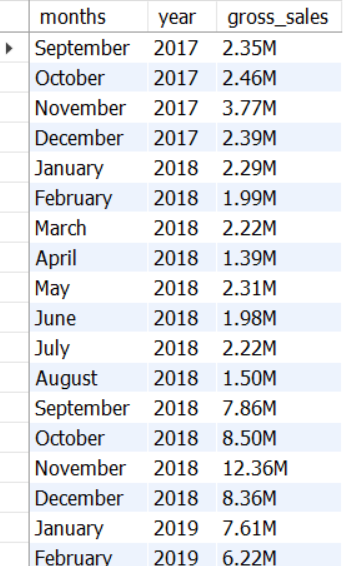 months year gross_sales
September 2017 2.35M
October 2017 2.46M
November 2017 3.77M
December 2017 2.39M
January 2018 2.29M
February 2018 1.99M
March 2018 2.22M
April 2018 1.39M
May 2018 2.31M
June 2018 1.98M
July 2018 2.22M
August 2018 1.50M
September 2018 7.86M
October 2018 8.50M
November 2018 12.36M
December 2018 8.36M
January 2019 7.61M
February 2019 6.22M